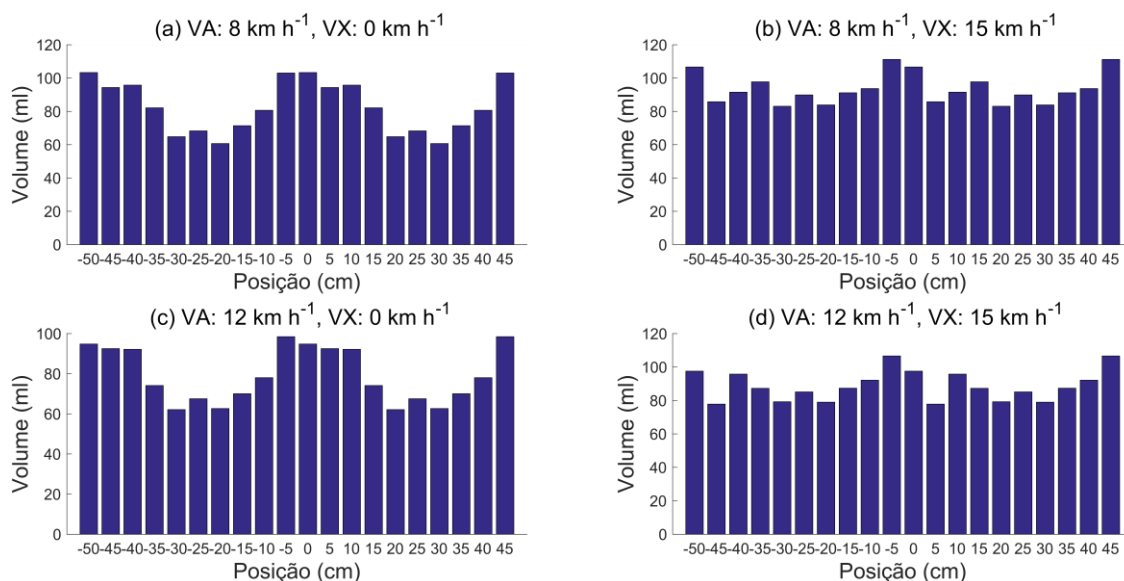 (a) VA: 8 km h⁻¹, VX: 0 km h⁻¹
120
100
80
60
40
20
0
Volume (ml)
-50 -45 -40 -35 -30 -25 -20 -15 -10 -5 0 5 10 15 20 25 30 35 40 45
Posição (cm)
(b) VA: 8 km h⁻¹, VX: 15 km h⁻¹
120
100
80
60
40
20
0
Volume (ml)
-50 -45 -40 -35 -30 -25 -20 -15 -10 -5 0 5 10 15 20 25 30 35 40 45
Posição (cm)
(c) VA: 12 km h⁻¹, VX: 0 km h⁻¹
100
80
60
40
20
0
Volume (ml)
-50 -45 -40 -35 -30 -25 -20 -15 -10 -5 0 5 10 15 20 25 30 35 40 45
Posição (cm)
(d) VA: 12 km h⁻¹, VX: 15 km h⁻¹
120
100
80
60
40
20
0
Volume (ml)
-50 -45 -40 -35 -30 -25 -20 -15 -10 -5 0 5 10 15 20 25 30 35 40 45
Posição (cm)